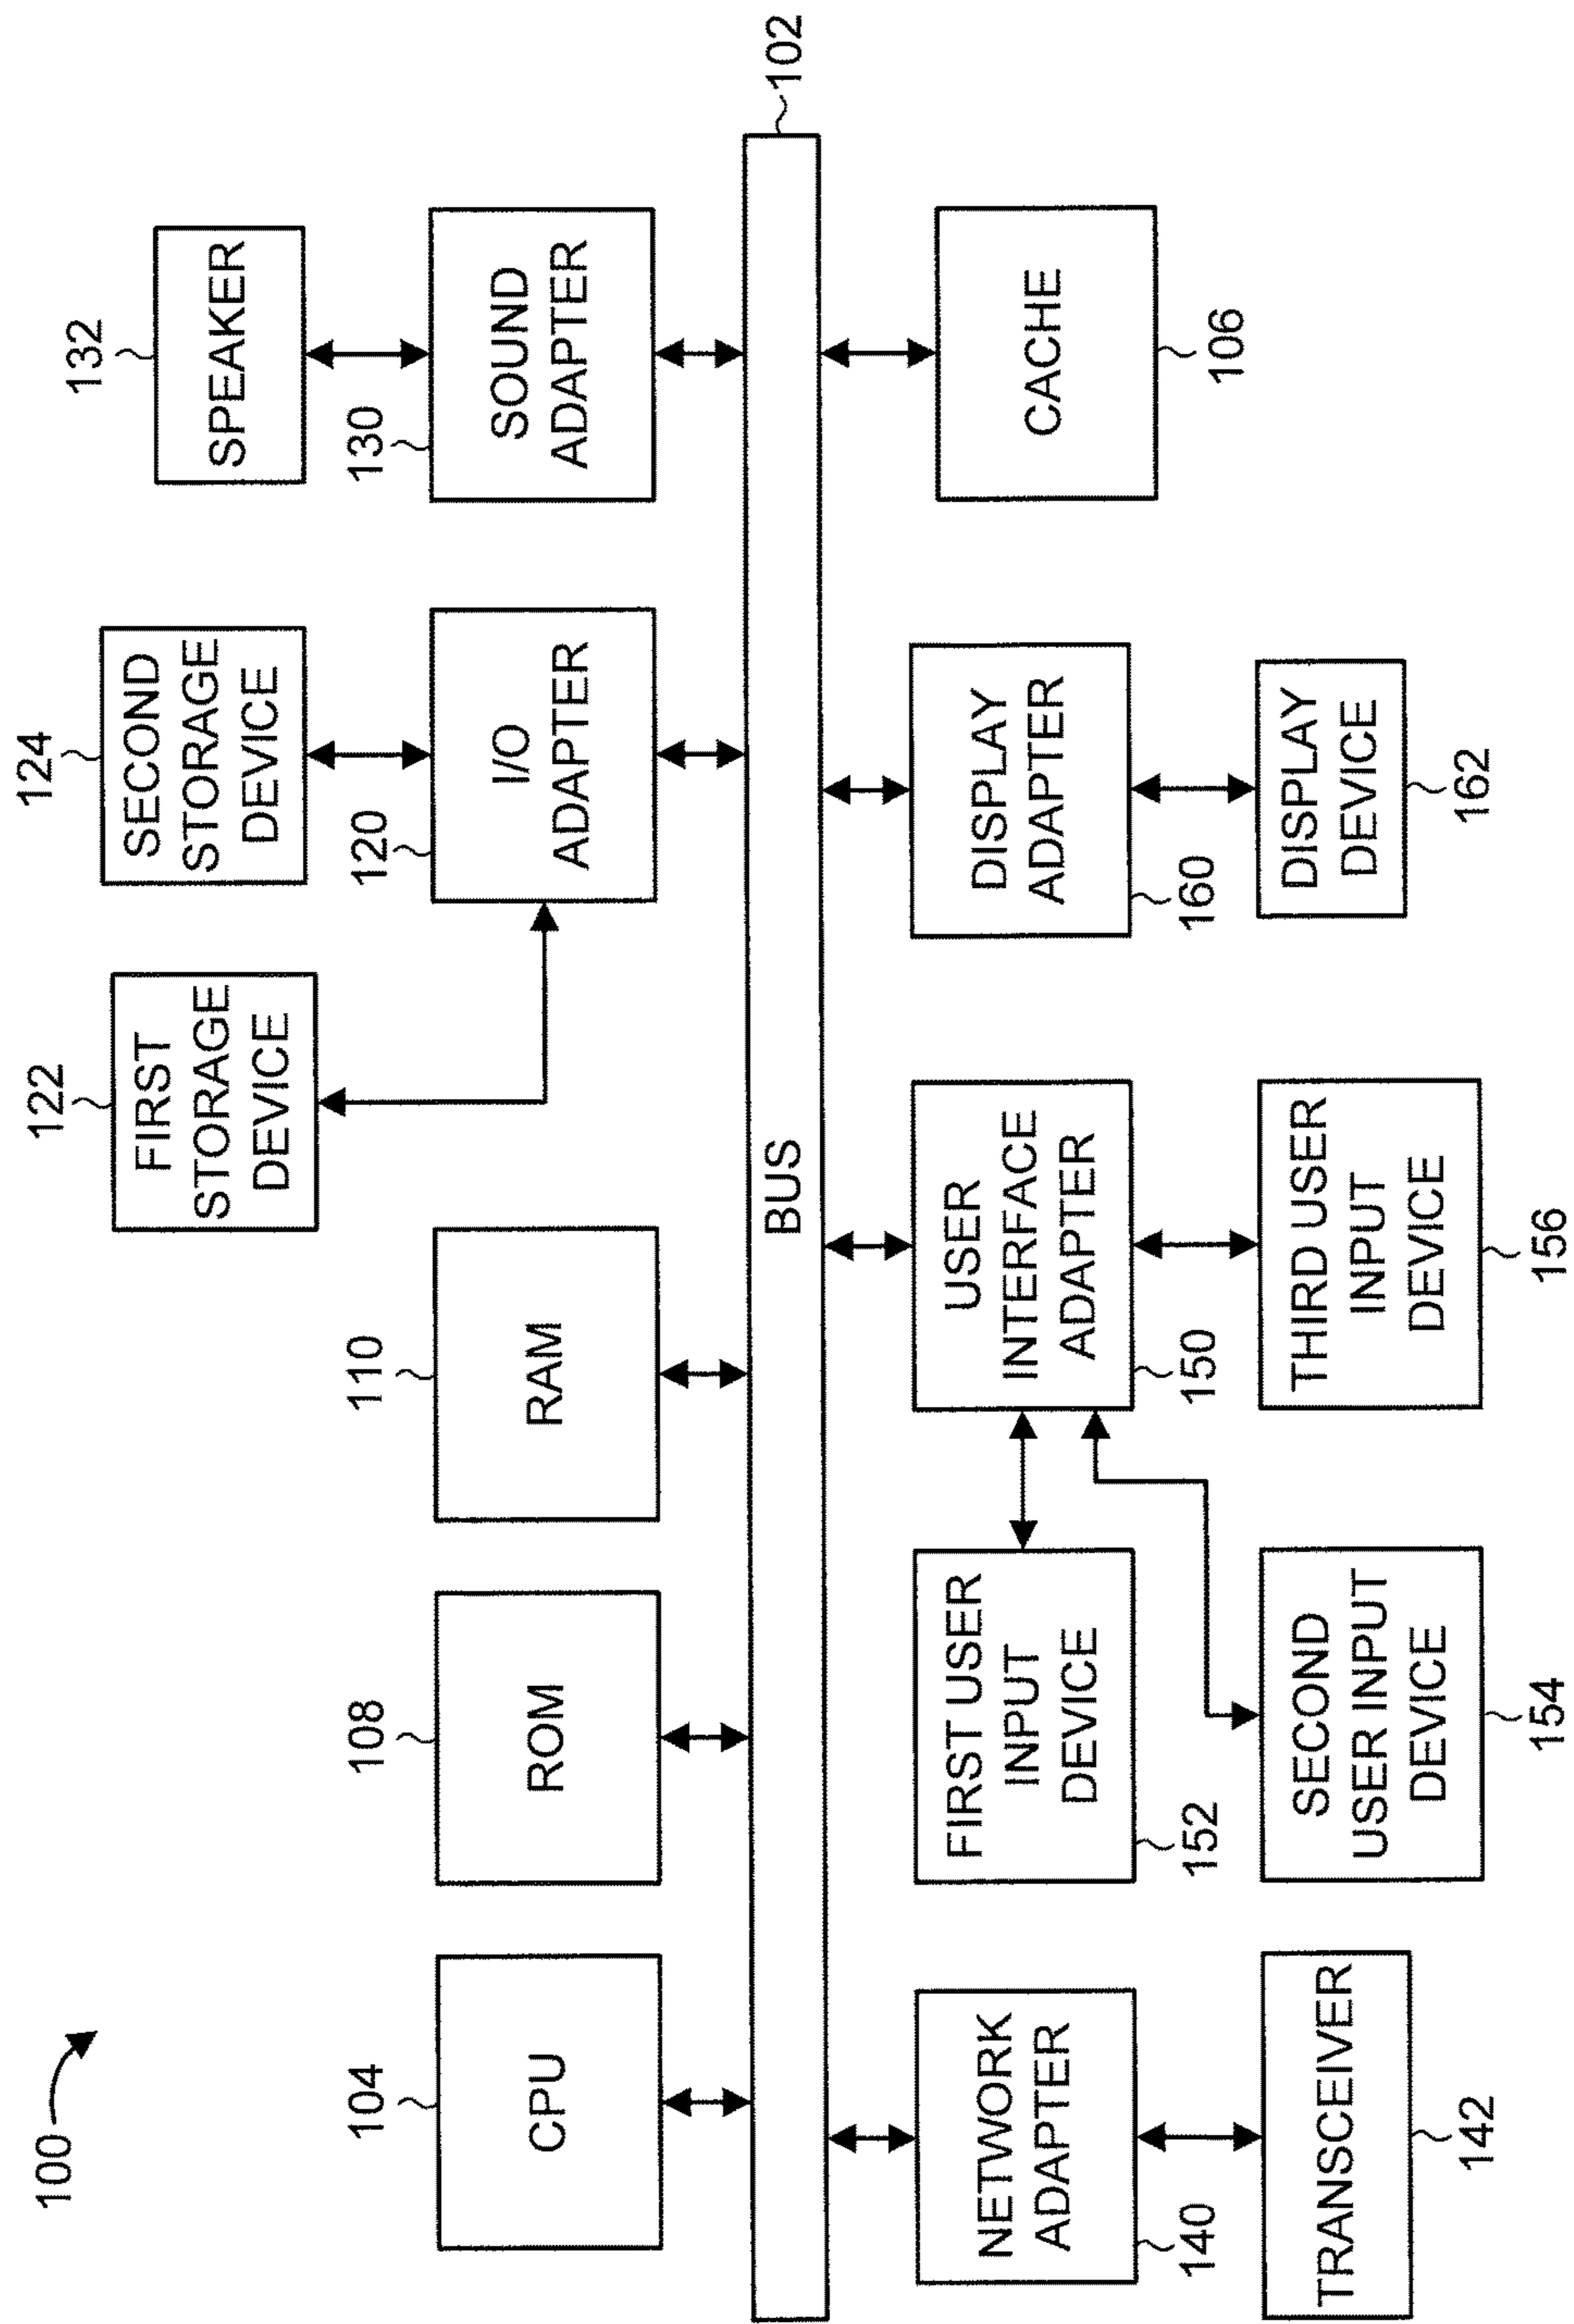 100
104
CPU
108
ROM
110
RAM
122
FIRST
STORAGE
DEVICE
124
SECOND
STORAGE
DEVICE
120
I/O
ADAPTER
132
SPEAKER
130
SOUND
ADAPTER
BUS
102
NETWORK
ADAPTER
140
TRANSCEIVER
142
FIRST USER
INPUT
DEVICE
152
SECOND
USER INPUT
DEVICE
154
USER
INTERFACE
ADAPTER
150
THIRD USER
INPUT
DEVICE
156
DISPLAY
ADAPTER
160
DISPLAY
DEVICE
162
CACHE
106